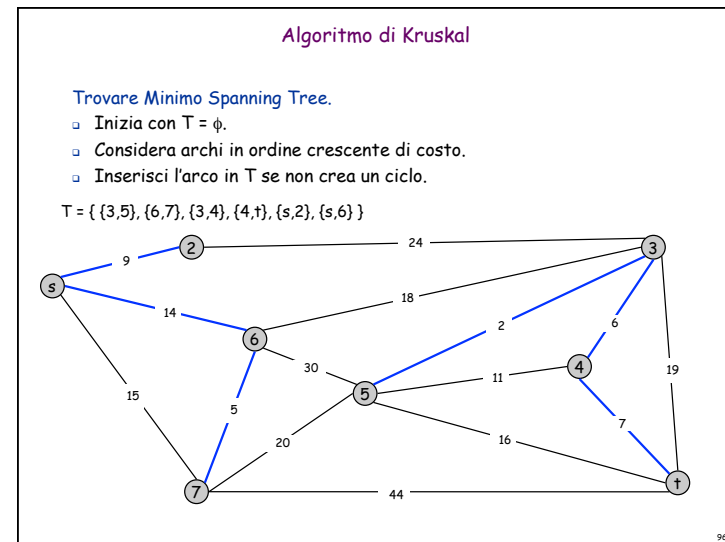 Algoritmo di Kruskal
Trovare Minimo Spanning Tree.
Inizia con T = ϕ.
Considera archi in ordine crescente di costo.
Inserisci l'arco in T se non crea un ciclo.
T = { {3,5}, {6,7}, {3,4}, {4,t}, {s,2}, {s,6} }
2
24
3
9
s
18
14
2
6
6
30
4
19
11
5
15
5
7
20
16
7
44
t
96